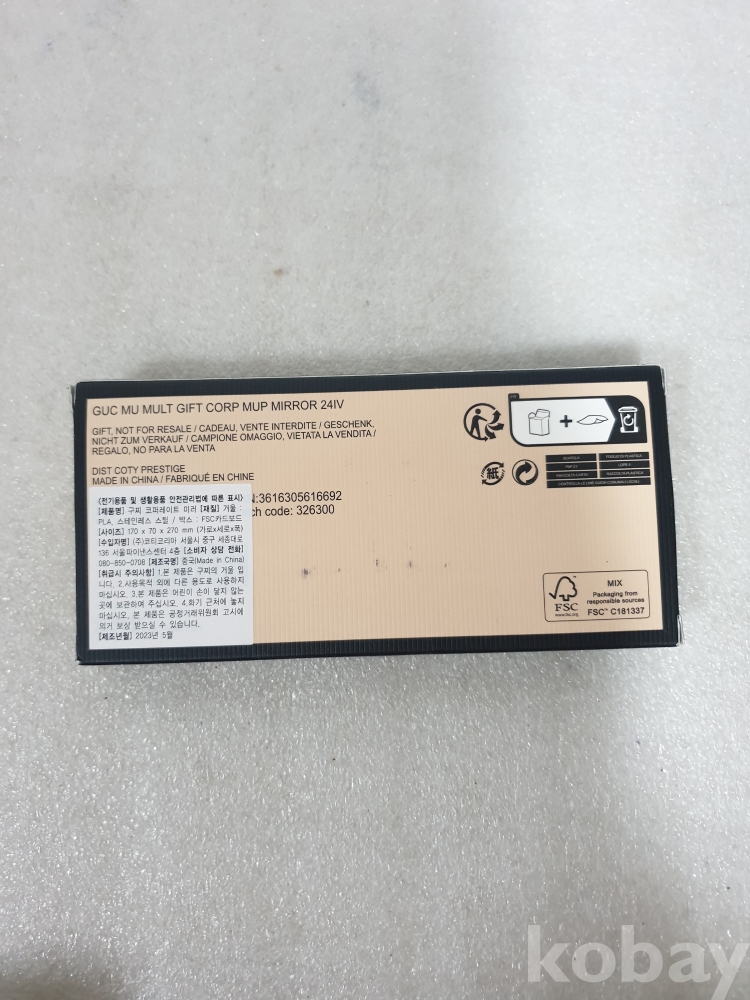 GUC MU MULT GIFT CORP MUP MIRROR 24IV
GIFT, NOT FOR RESALE / CADEAU, VENTE INTERDITE / GESCHENK,
NICHT ZUM VERKAUF / CAMPIONE OMAGGIO, VIETATA LA VENDITA /
REGALO, NO PARA LA VENTA
DIST COTY PRESTIGE
MADE IN CHINA / FABRIQUÉ EN CHINE
N:3616305616692
ch code: 326300
(전기용품 및 생활용품 안전관리법에 따른 표시)
[제품명] 구찌 코퍼레이트 미러 [재질] 거울 :
PLA, 스테인레스 스틸 / 박스 : FSC카드보드
[사이즈] 170 x 70 x 270 mm (가로x세로x폭)
[수입자명] (주)코티코리아 서울시 중구 세종대로
136 서울파이낸스센터 4층 [소비자 상담 전화]
080-850-0708 [제조국명] 중국(Made in China)
[취급시 주의사항] 1.본 제품은 구찌의 거울 입
니다. 2.사용목적 외에 다른 용도로 사용하지
마십시오. 3.본 제품은 어린이 손이 닿지 않는
곳에 보관하여 주십시오. 4.화기 근처에 놓지
마십시오. 본 제품은 공정거래위원회 고시에
의거 보상 받으실 수 있습니다.
[제조년월] 2023년 5월
+
紙
FSC
www.fsc.org
MIX
Packaging from
responsible sources
FSC™ C181337
kobay